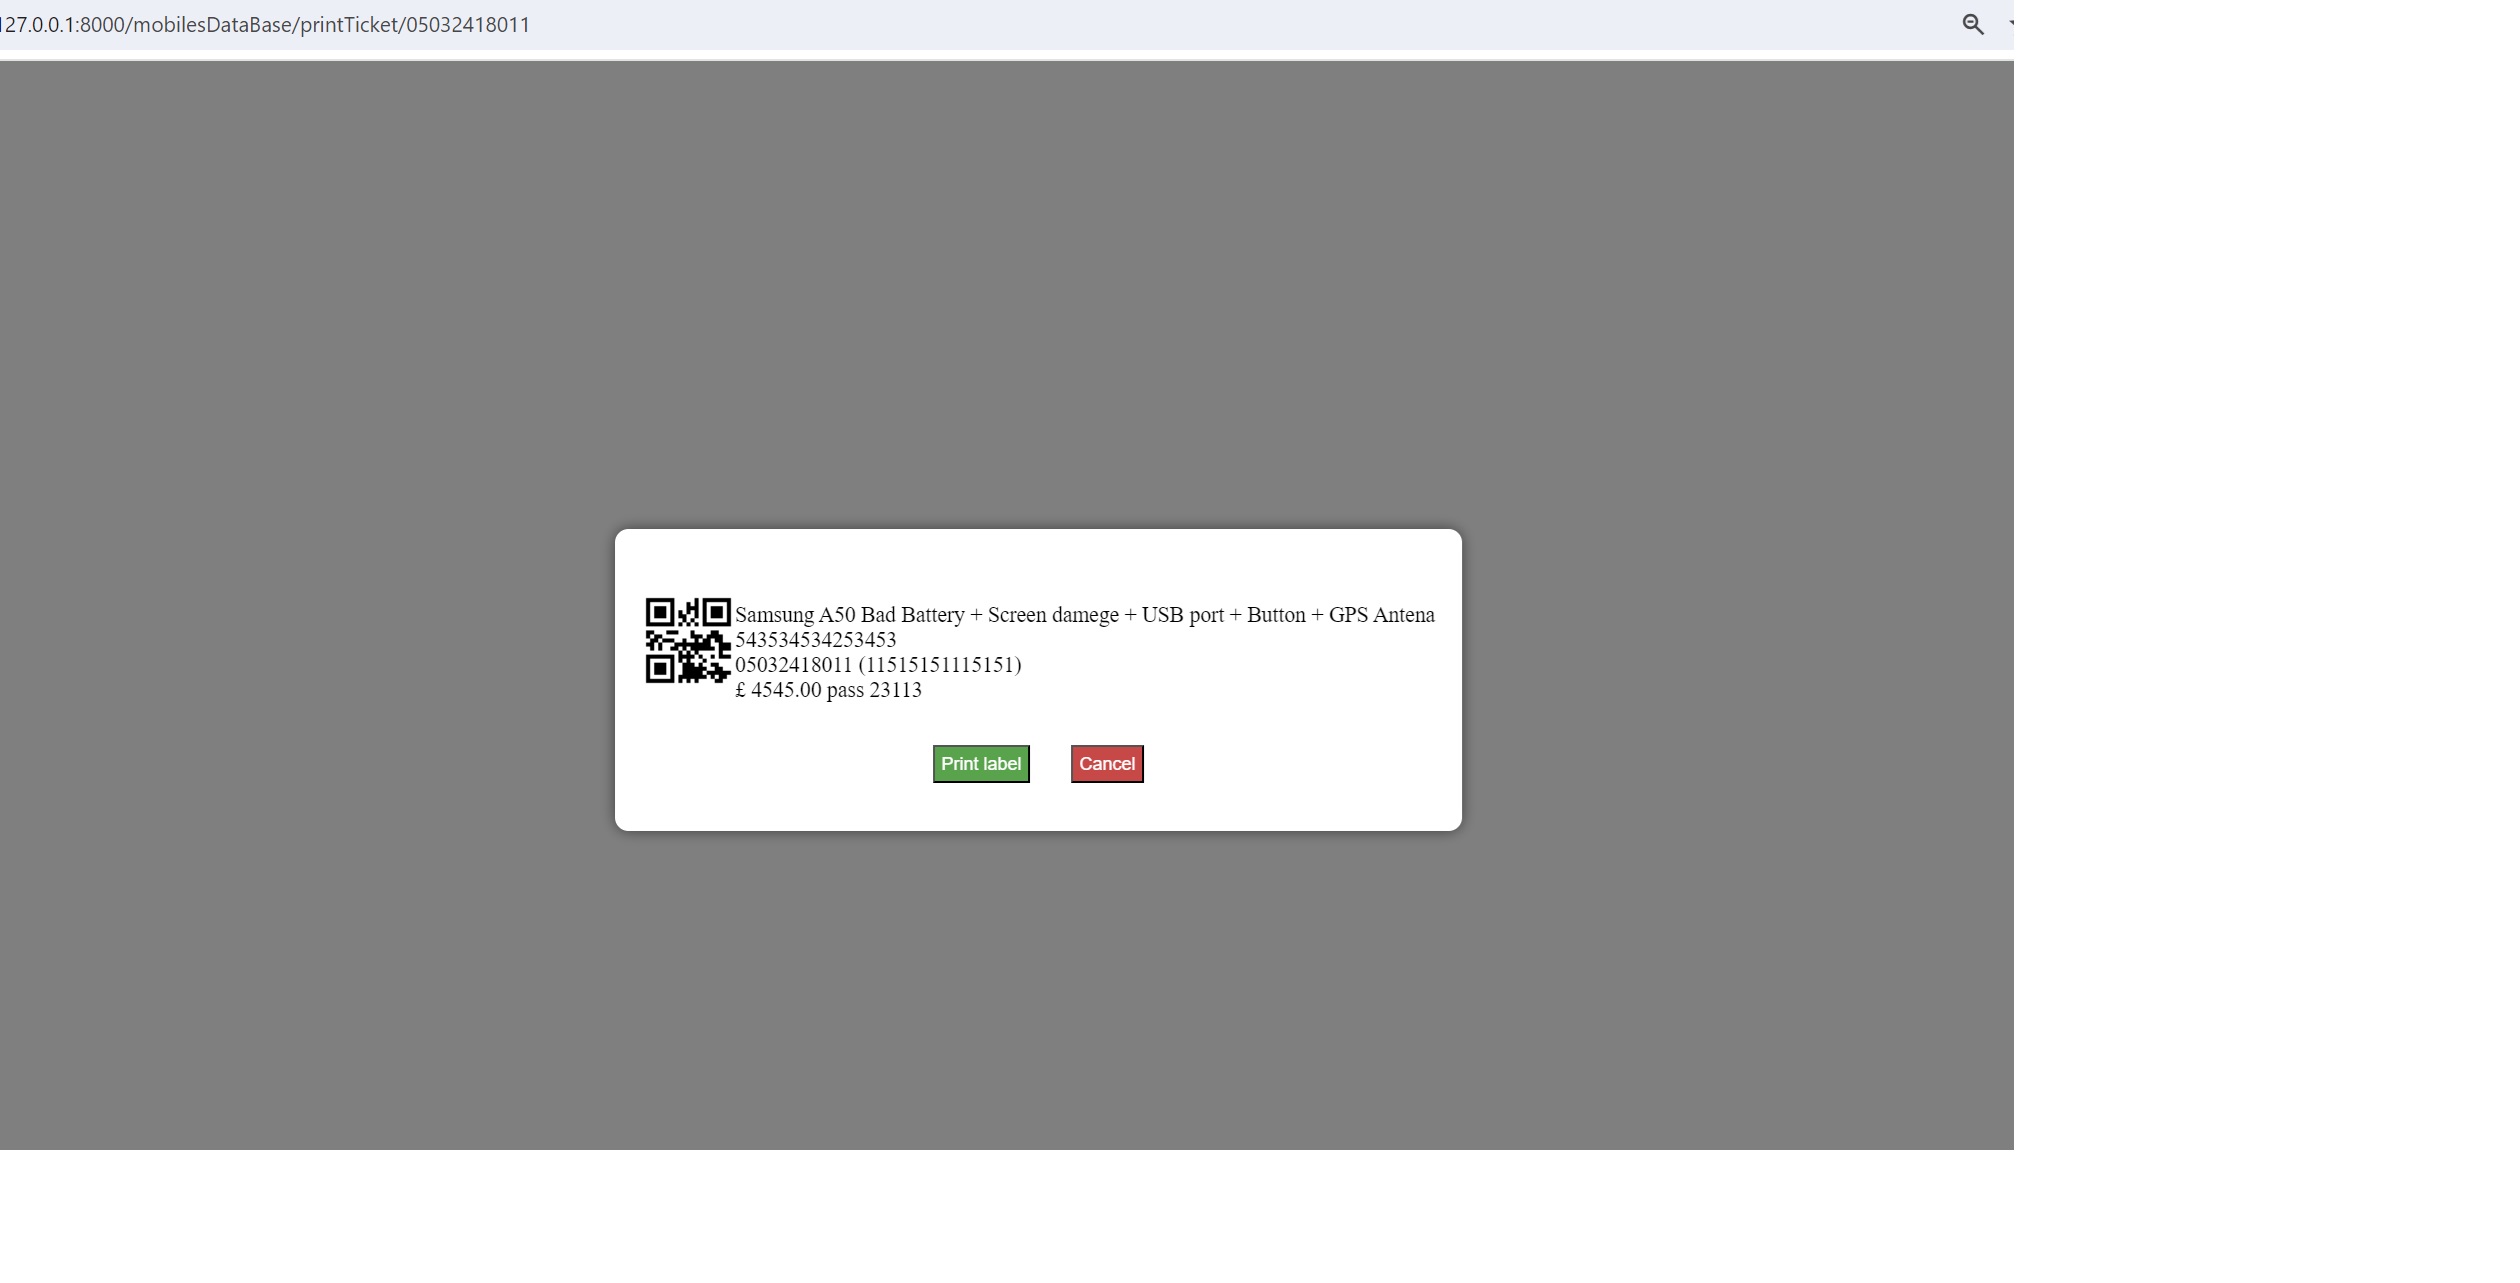 127.0.0.1:8000/mobilesDataBase/printTicket/05032418011
Samsung A50 Bad Battery + Screen damege + USB port + Button + GPS Antena
543534534253453
05032418011 (11515151115151)
£ 4545.00 pass 23113
Print label
Cancel